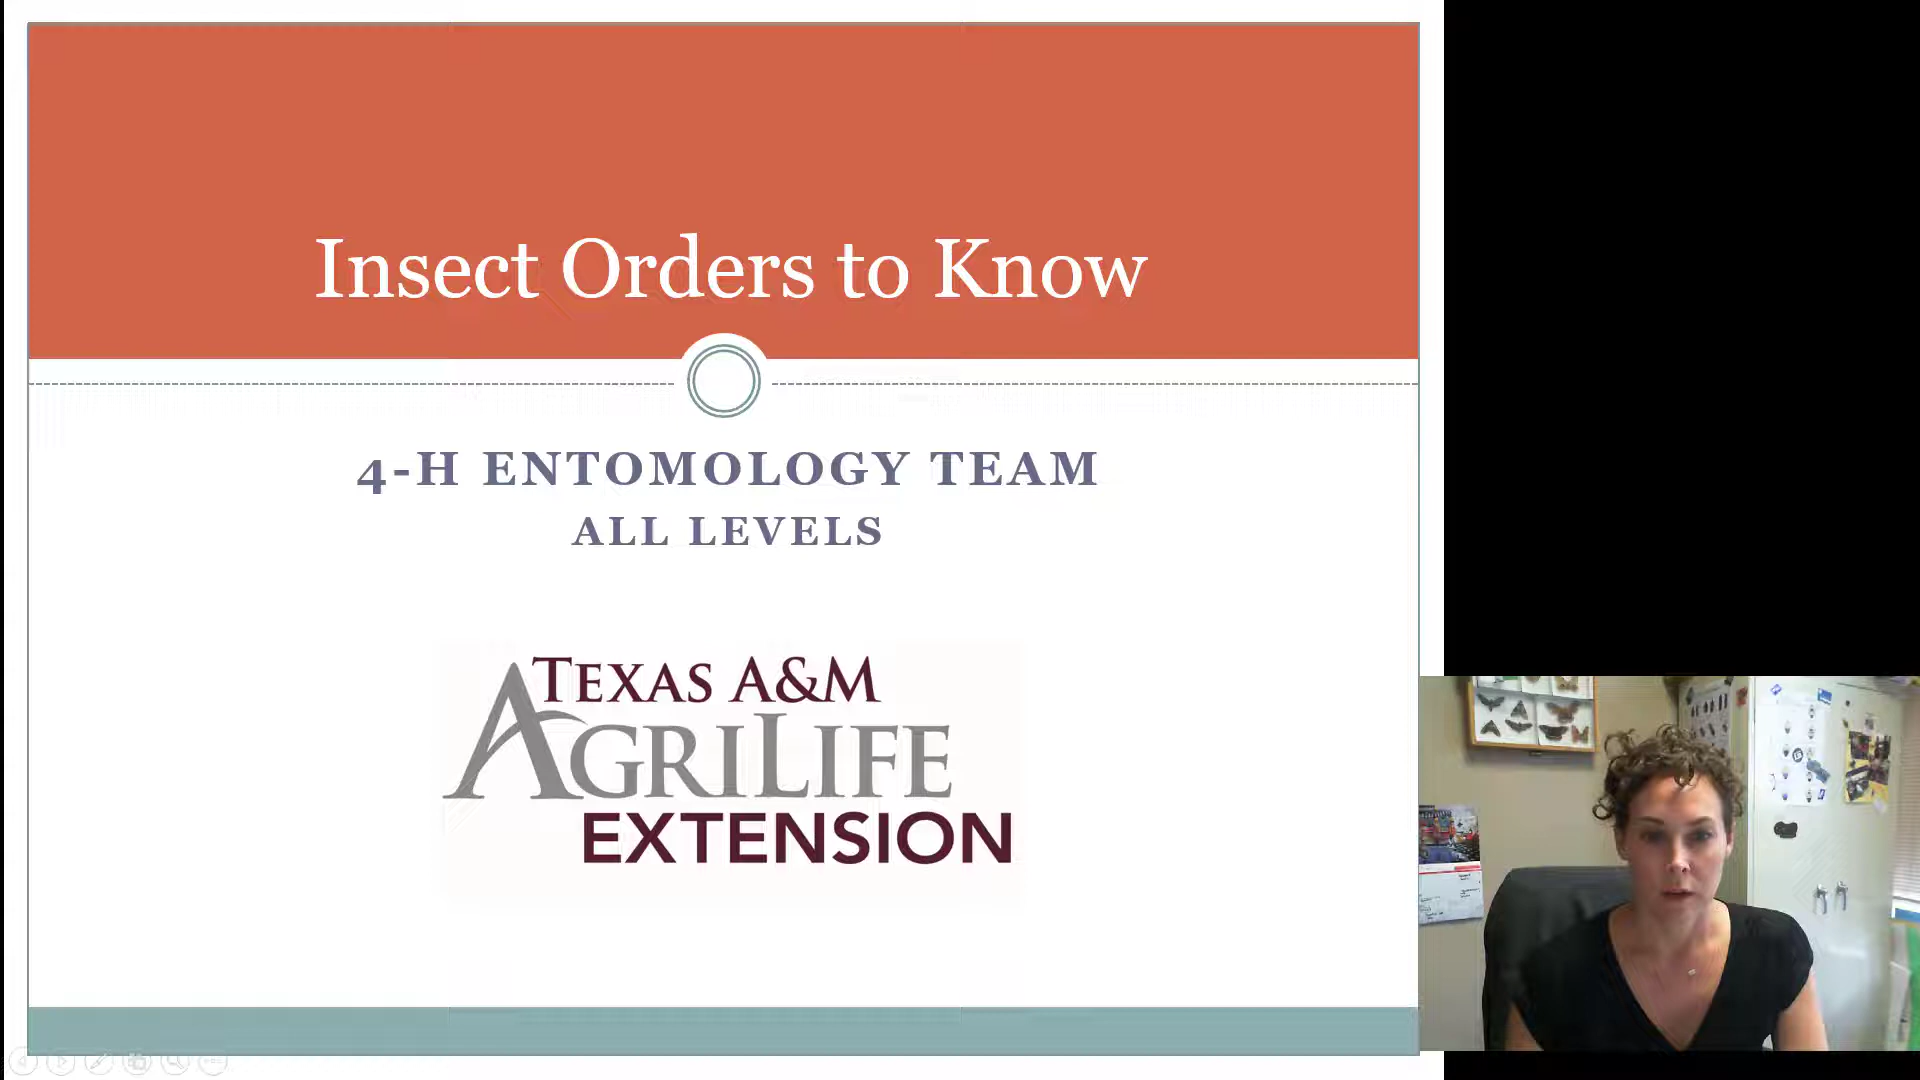 Insect Orders to Know
4-H ENTOMOLOGY TEAM
ALL LEVELS
TEXAS A&M
AGRILIFE
EXTENSION